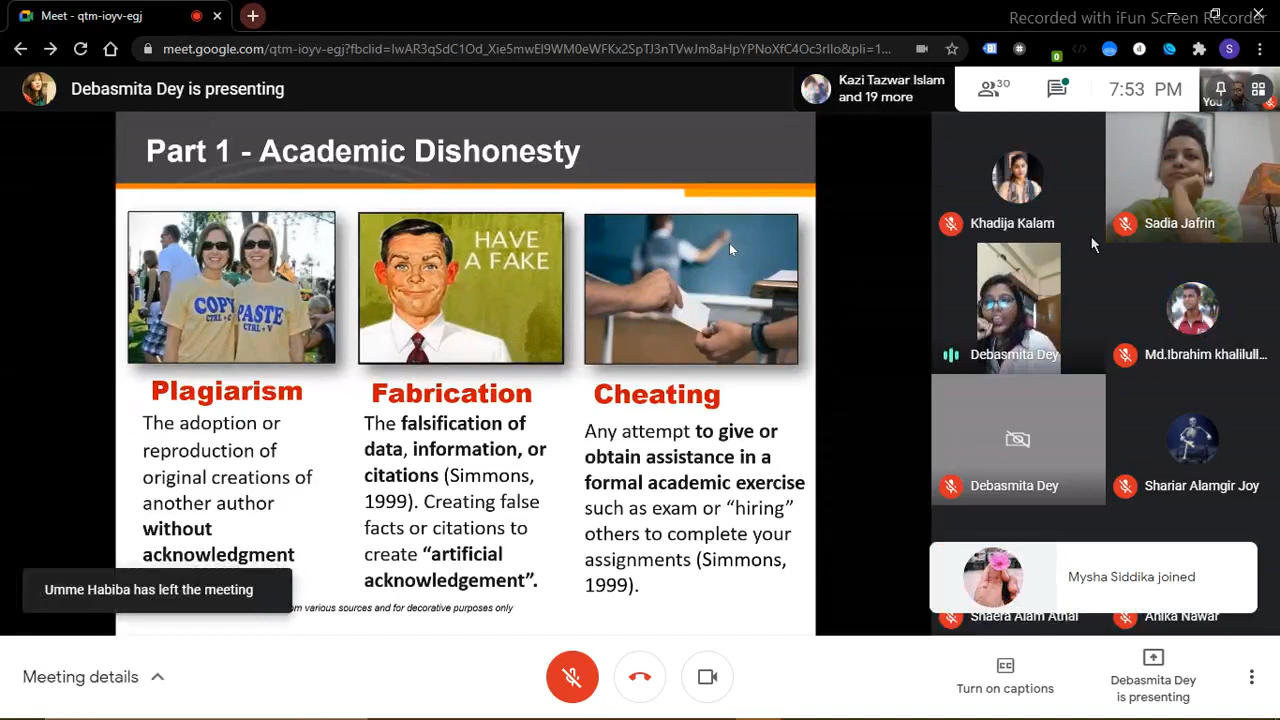 Meet - qtm-ioyv-egj
Recorded with iFun Screen Recorder
meet.google.com/qtm-ioyv-egj?fbclid=IwAR3qSdC1Od_Xie5mwEl9WM0eWFKx2SpTJ3nTVwJm8aHpYPNoXfC4Oc3rlIo&pli=1...
0
S
Debasmita Dey is presenting
Kazi Tazwar Islam
and 19 more
30
7:53 PM
You
Part 1 - Academic Dishonesty
COPY
CTRL + C
PASTE
CTRL + V
HAVE
A FAKE
Plagiarism
The adoption or
reproduction of
original creations of
another author
without
acknowledgment
Fabrication
The falsification of
data, information, or
citations (Simmons,
1999). Creating false
facts or citations to
create “artificial
acknowledgement”.
Cheating
Any attempt to give or
obtain assistance in a
formal academic exercise
such as exam or “hiring”
others to complete your
assignments (Simmons,
1999).
om various sources and for decorative purposes only
Umme Habiba has left the meeting
Khadija Kalam
Sadia Jafrin
Debasmita Dey
Md.Ibrahim khalilull...
Debasmita Dey
Shariar Alamgir Joy
Mysha Siddika joined
Shaera Alam Athai
Anika Nawar
Meeting details
CC
Turn on captions
Debasmita Dey
is presenting